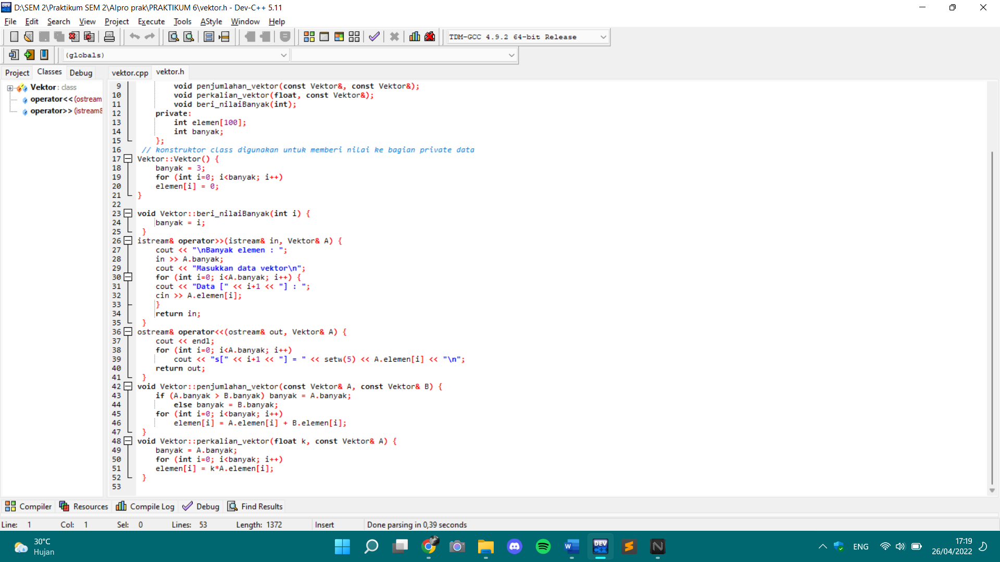 D:\SEM 2\Praktikum SEM 2\Alpro prak\PRAKTIKUM 6\vektor.h - Dev-C++ 5.11
File Edit Search View Project Execute Tools AStyle Window Help
TDM-GCC 4.9.2 64-bit Release
(globals)
Project Classes Debug vektor.cpp vektor.h
Vektor : class
operator<< (ostream
operator>> (istream&
9 void penjumlahan_vektor(const Vektor&, const Vektor&);
10 void perkalian_vektor(float, const Vektor&);
11 void beri_nilaiBanyak(int);
12 private:
13 int elemen[100];
14 int banyak;
15 };
16 // konstruktor class digunakan untuk memberi nilai ke bagian private data
17 Vektor::Vektor() {
18 banyak = 3;
19 for (int i=0; i<banyak; i++)
20 elemen[i] = 0;
21 }
22
23 void Vektor::beri_nilaiBanyak(int i) {
24 banyak = i;
25 }
26 istream& operator>>(istream& in, Vektor& A) {
27 cout << "\nBanyak elemen : ";
28 in >> A.banyak;
29 cout << "Masukkan data vektor\n";
30 for (int i=0; i<A.banyak; i++) {
31 cout << "Data [" << i+1 << "] : ";
32 cin >> A.elemen[i];
33 }
34 return in;
35 }
36 ostream& operator<<(ostream& out, Vektor& A) {
37 cout << endl;
38 for (int i=0; i<A.banyak; i++)
39 cout << "s[" << i+1 << "] = " << setw(5) << A.elemen[i] << "\n";
40 return out;
41 }
42 void Vektor::penjumlahan_vektor(const Vektor& A, const Vektor& B) {
43 if (A.banyak > B.banyak) banyak = A.banyak;
44 else banyak = B.banyak;
45 for (int i=0; i<banyak; i++)
46 elemen[i] = A.elemen[i] + B.elemen[i];
47 }
48 void Vektor::perkalian_vektor(float k, const Vektor& A) {
49 banyak = A.banyak;
50 for (int i=0; i<banyak; i++)
51 elemen[i] = k*A.elemen[i];
52 }
53
Compiler Resources Compile Log Debug Find Results
Line: 1 Col: 1 Sel: 0 Lines: 53 Length: 1372 Insert Done parsing in 0,39 seconds
30°C
Hujan
ENG
17:19
26/04/2022